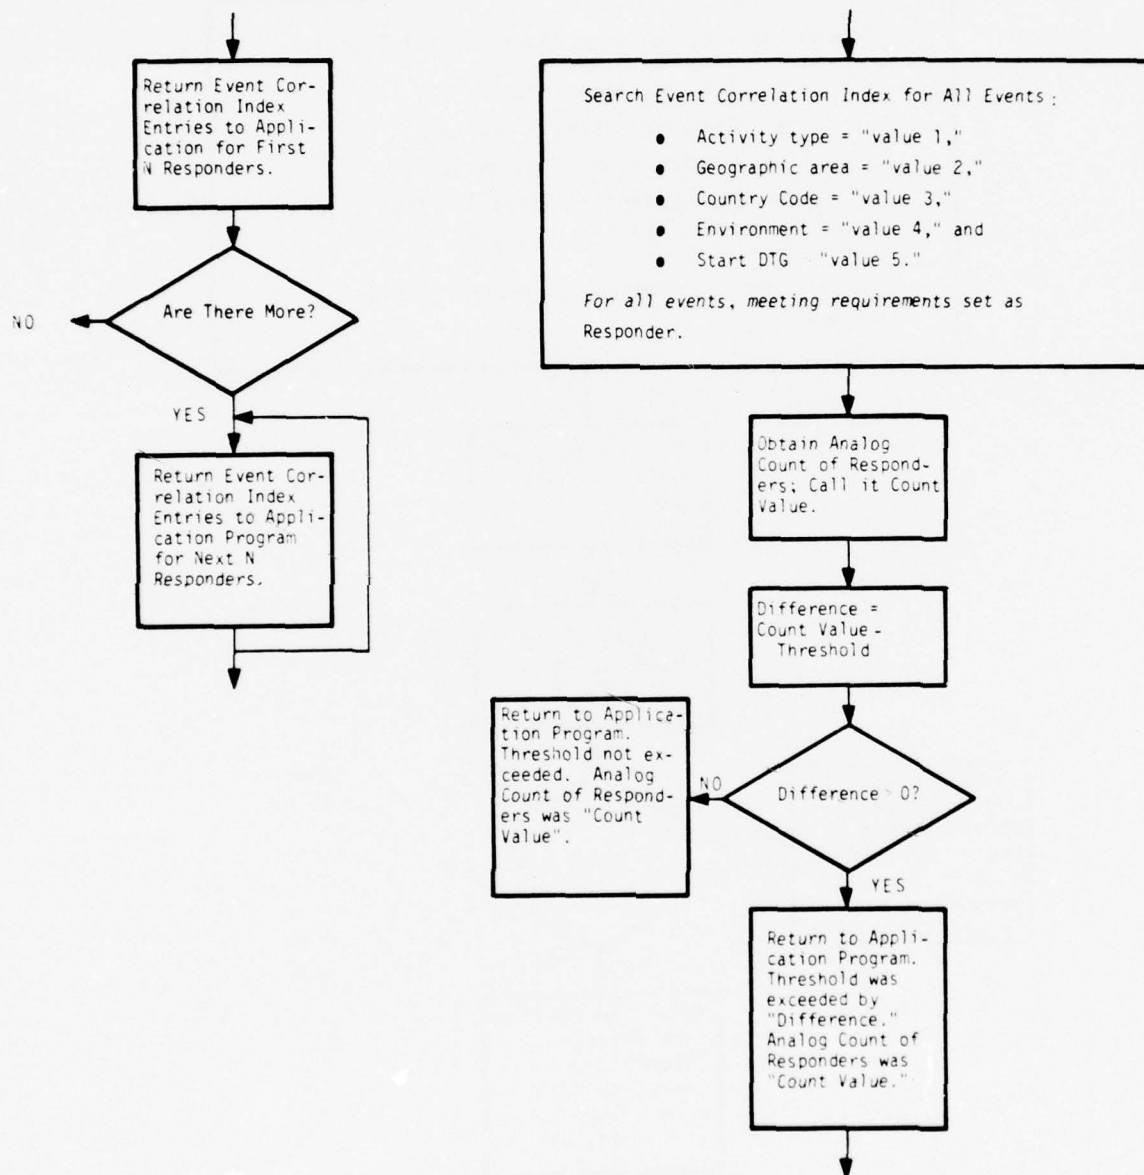 Return Event Cor-
relation Index
Entries to Appli-
cation for First
N Responders.
Are There More?
NO
YES
Return Event Cor-
relation Index
Entries to Appli-
cation Program
for Next N
Responders.
Search Event Correlation Index for All Events:
● Activity type = "value 1,"
● Geographic area = "value 2,"
● Country Code = "value 3,"
● Environment = "value 4," and
● Start DTG "value 5."
For all events, meeting requirements set as
Responder.
Obtain Analog
Count of Respond-
ers; Call it Count
Value.
Difference =
Count Value -
Threshold
Difference > 0?
NO
Return to Applica-
tion Program.
Threshold not ex-
ceeded. Analog
Count of Respond-
ers was "Count
Value".
YES
Return to Appli-
cation Program.
Threshold was
exceeded by
"Difference."
Analog Count of
Responders was
"Count Value."